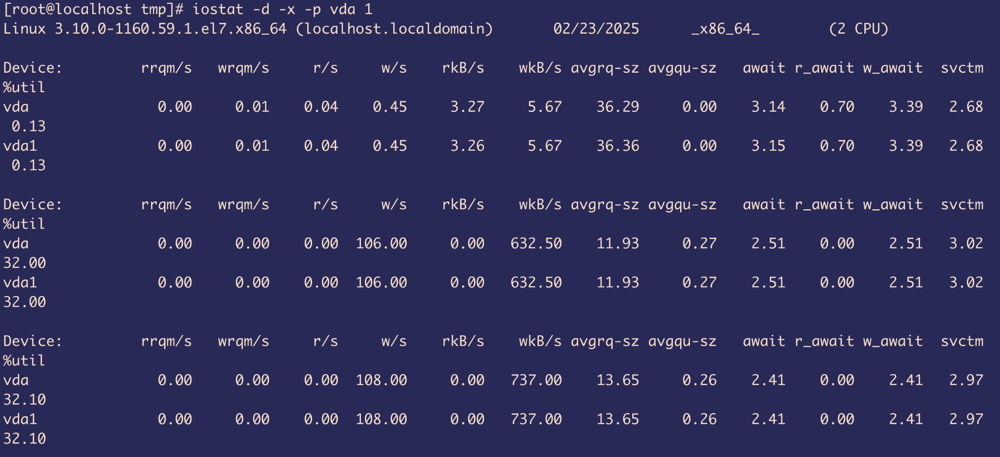 [root@localhost tmp]# iostat -d -x -p vda 1
Linux 3.10.0-1160.59.1.el7.x86_64 (localhost.localdomain)       02/23/2025      _x86_64_        (2 CPU)

Device:         rrqm/s   wrqm/s     r/s     w/s    rkB/s    wkB/s avgrq-sz avgqu-sz   await r_await w_await  svctm
%util
vda               0.00     0.01    0.04    0.45     3.27     5.67    36.29     0.00    3.14    0.70    3.39   2.68
 0.13
vda1              0.00     0.01    0.04    0.45     3.26     5.67    36.36     0.00    3.15    0.70    3.39   2.68
 0.13

Device:         rrqm/s   wrqm/s     r/s     w/s    rkB/s    wkB/s avgrq-sz avgqu-sz   await r_await w_await  svctm
%util
vda               0.00     0.00    0.00  106.00     0.00   632.50    11.93     0.27    2.51    0.00    2.51   3.02
32.00
vda1              0.00     0.00    0.00  106.00     0.00   632.50    11.93     0.27    2.51    0.00    2.51   3.02
32.00

Device:         rrqm/s   wrqm/s     r/s     w/s    rkB/s    wkB/s avgrq-sz avgqu-sz   await r_await w_await  svctm
%util
vda               0.00     0.00    0.00  108.00     0.00   737.00    13.65     0.26    2.41    0.00    2.41   2.97
32.10
vda1              0.00     0.00    0.00  108.00     0.00   737.00    13.65     0.26    2.41    0.00    2.41   2.97
32.10